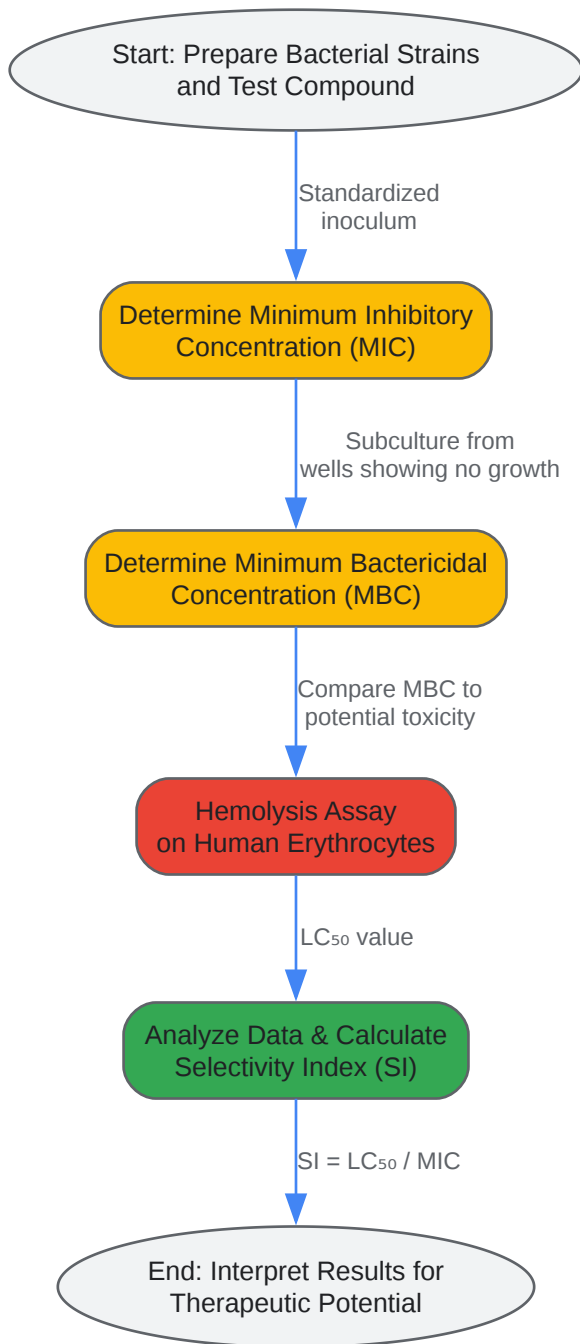 Start: Prepare Bacterial Strains
and Test Compound
Standardized
inoculum
Determine Minimum Inhibitory
Concentration (MIC)
Subculture from
wells showing no growth
Determine Minimum Bactericidal
Concentration (MBC)
Compare MBC to
potential toxicity
Hemolysis Assay
on Human Erythrocytes
LC₅₀ value
Analyze Data & Calculate
Selectivity Index (SI)
SI = LC₅₀ / MIC
End: Interpret Results for
Therapeutic Potential